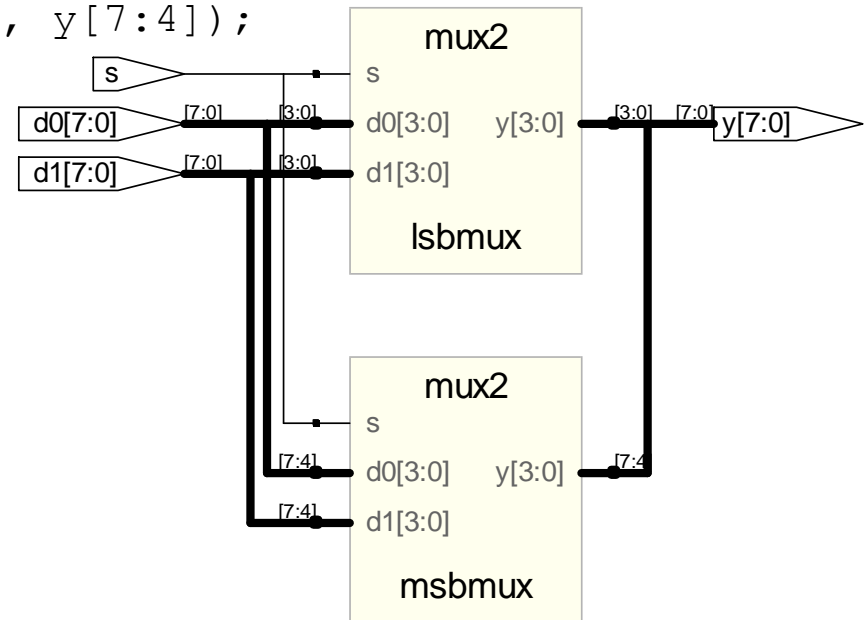 , y[7:4]);
mux2
s s
d0[7:0] [7:0] [3:0] d0[3:0] y[3:0] [3:0] [7:0] y[7:0]
d1[7:0] [7:0] [3:0] d1[3:0]
lsbmux
mux2
s
[7:4] d0[3:0] y[3:0] [7:4]
[7:4] d1[3:0]
msbmux